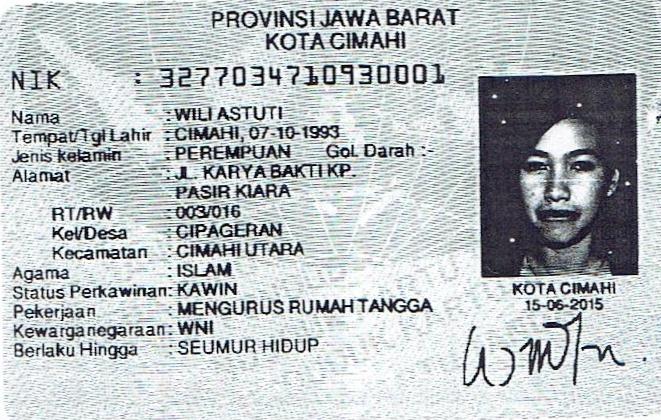 PROVINSI JAWA BARAT
KOTA CIMAHI
NIK : 3277034710930001
Nama : WILI ASTUTI
Tempat/Tgl Lahir : CIMAHI, 07-10-1993
Jenis kelamin : PEREMPUAN Gol. Darah :-
Alamat : JL. KARYA BAKTI KP.
PASIR KIARA
RT/RW : 003/016
Kel/Desa : CIPAGERAN
Kecamatan : CIMAHI UTARA
Agama : ISLAM
Status Perkawinan: KAWIN
Pekerjaan : MENGURUS RUMAH TANGGA
Kewarganegaraan: WNI
Berlaku Hingga : SEUMUR HIDUP
KOTA CIMAHI
15-06-2015